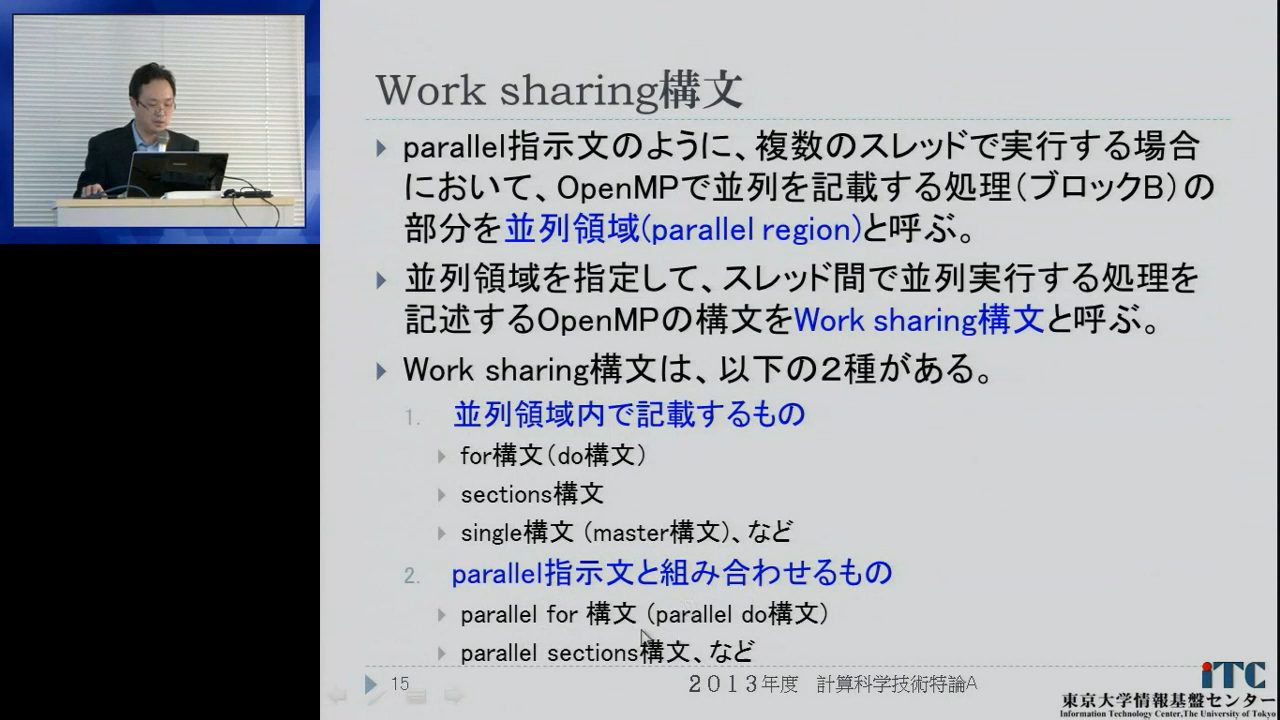 Work sharing構文
parallel指示文のように、複数のスレッドで実行する場合
において、OpenMPで並列を記載する処理（ブロックB）の
部分を並列領域(parallel region)と呼ぶ。
並列領域を指定して、スレッド間で並列実行する処理を
記述するOpenMPの構文をWork sharing構文と呼ぶ。
Work sharing構文は、以下の２種がある。
1. 並列領域内で記載するもの
for構文（do構文）
sections構文
single構文 (master構文)、など
2. parallel指示文と組み合わせるもの
parallel for 構文 (parallel do構文)
parallel sections構文、など
15
２０１３年度 計算科学技術特論A
iTC
東京大学情報基盤センター
Information Technology Center,The University of Tokyo